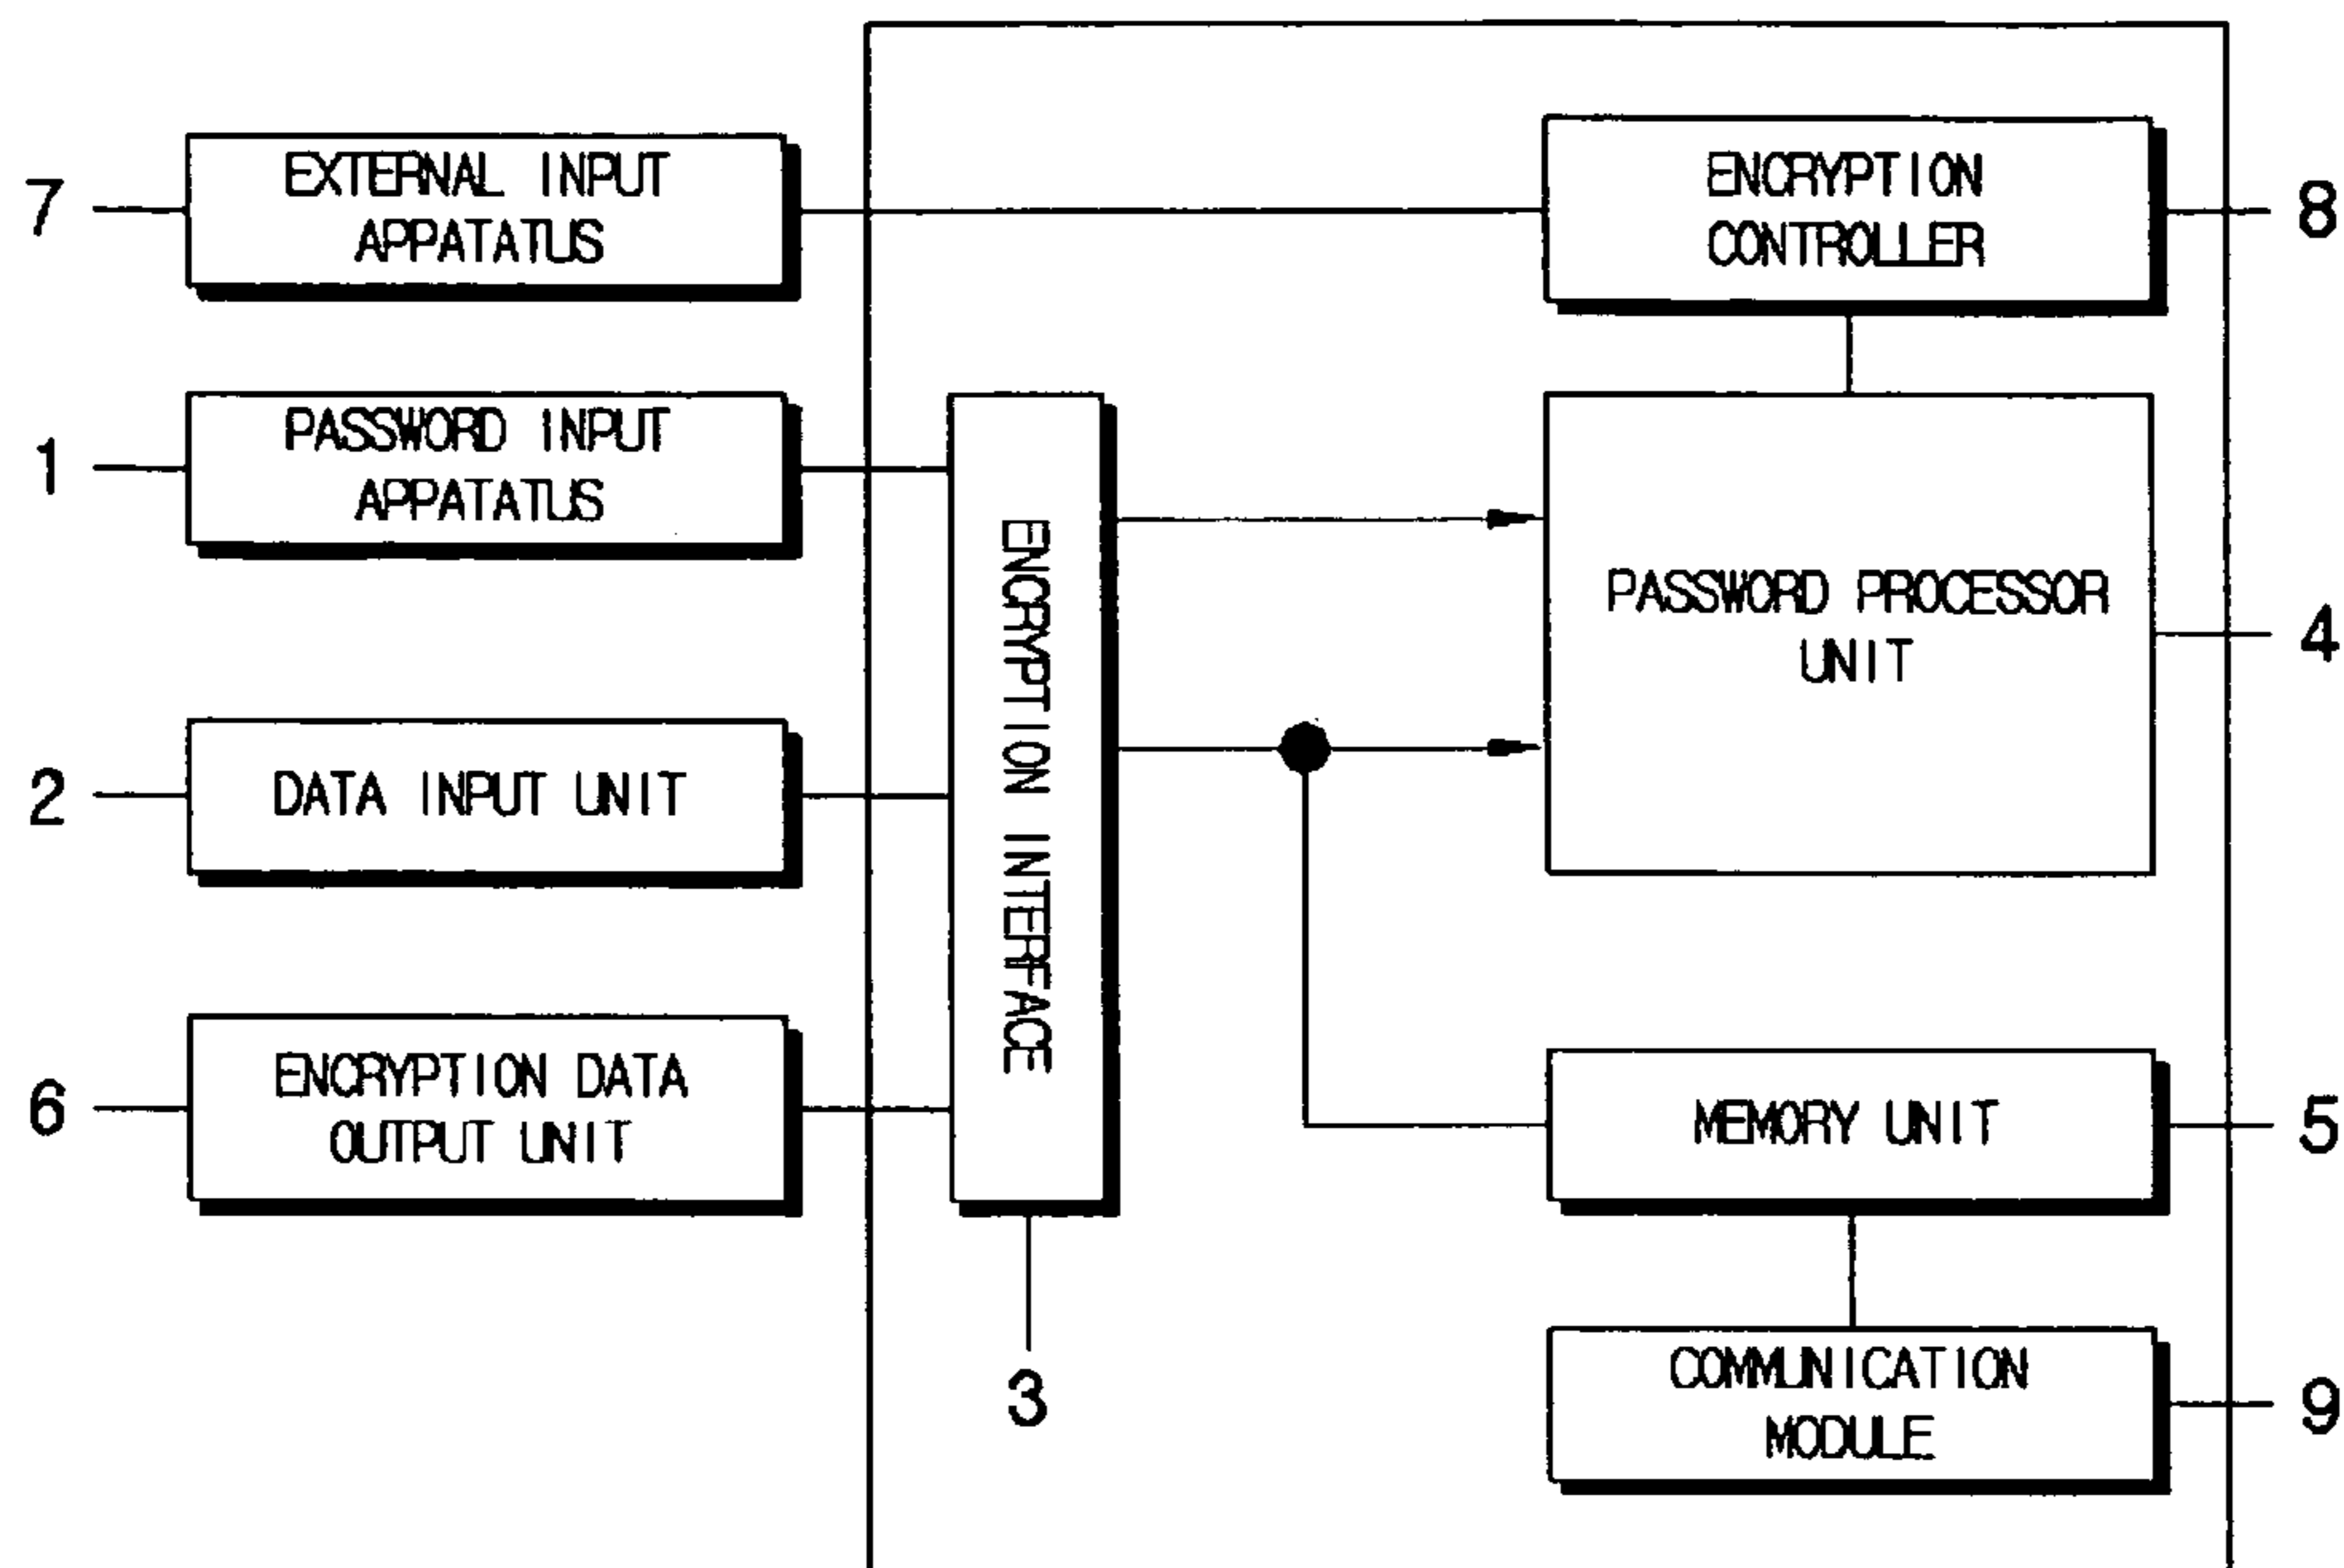 7
EXTERNAL INPUT
APPATATUS
ENCRYPTION
CONTROLLER
8
1
PASSWORD INPUT
APPATATUS
ENCRYPTION INTERFACE
PASSWORD PROCESSOR
UNIT
4
2
DATA INPUT UNIT
6
ENCRYPTION DATA
OUTPUT UNIT
MEMORY UNIT
5
3
COMMUNICATION
MODULE
9